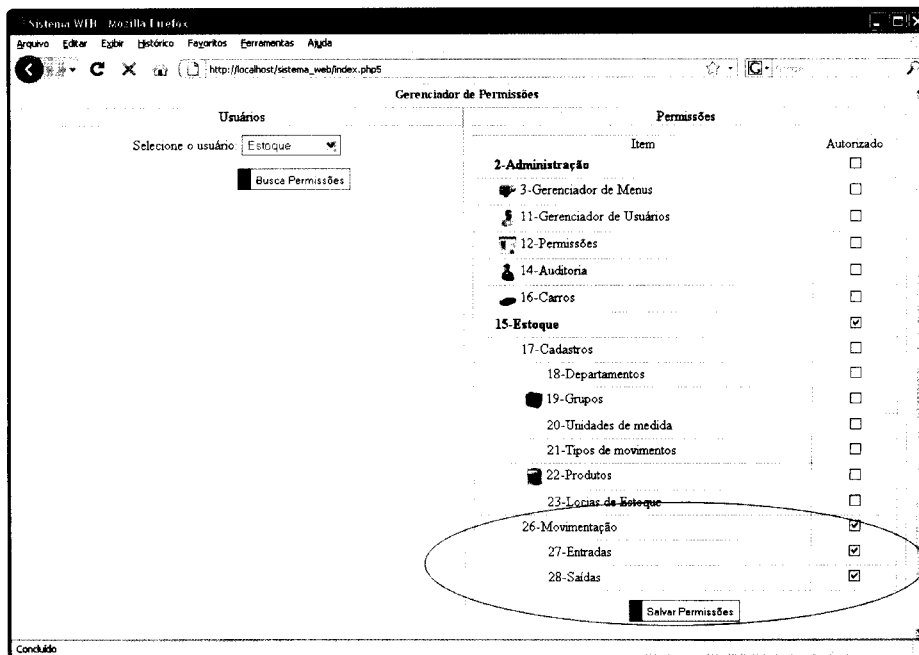 Sistema WEB - Mozilla Firefox
Arquivo Editar Exibir Histórico Favoritos Ferramentas Ajuda
http://localhost/sistema_web/index.php5
G
Gerenciador de Permissões
Usuários
Selecione o usuário: Estoque
Busca Permissões
Permissões
Item Autorizado
2-Administração
3-Gerenciador de Menus
11-Gerenciador de Usuários
12-Permissões
14-Auditoria
16-Carros
15-Estoque
17-Cadastros
18-Departamentos
19-Grupos
20-Unidades de medida
21-Tipos de movimentos
22-Produtos
23-Locias de Estoque
26-Movimentação
27-Entradas
28-Saídas
Salvar Permissões
Concluído